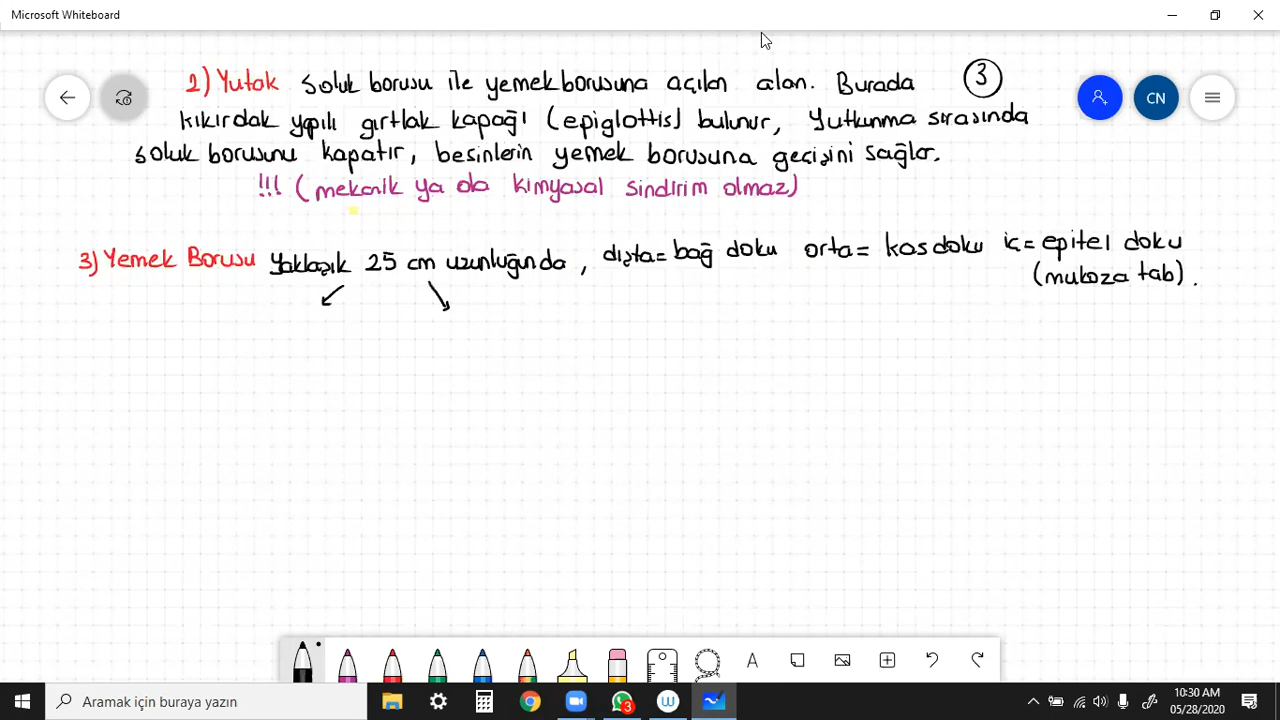 Microsoft Whiteboard
2) Yutak Soluk borusu ile yemek borusuna açılan alan. Burada
3
kıkırdak yapılı gırtlak kapağı (epiglottis) bulunur, Yutkunma sırasında
soluk borusunu kapatır, besinlerin yemek borusuna geçişini sağlar.
!!! (mekanik ya da kimyasal sindirim olmaz)
3) Yemek Borusu Yaklaşık 25 cm uzunluğunda, dışta= bağ doku orta= kas doku iç= epitel doku
(mukoza tab).
CN
A
Aramak için buraya yazın
W
3
10:30 AM
05/28/2020